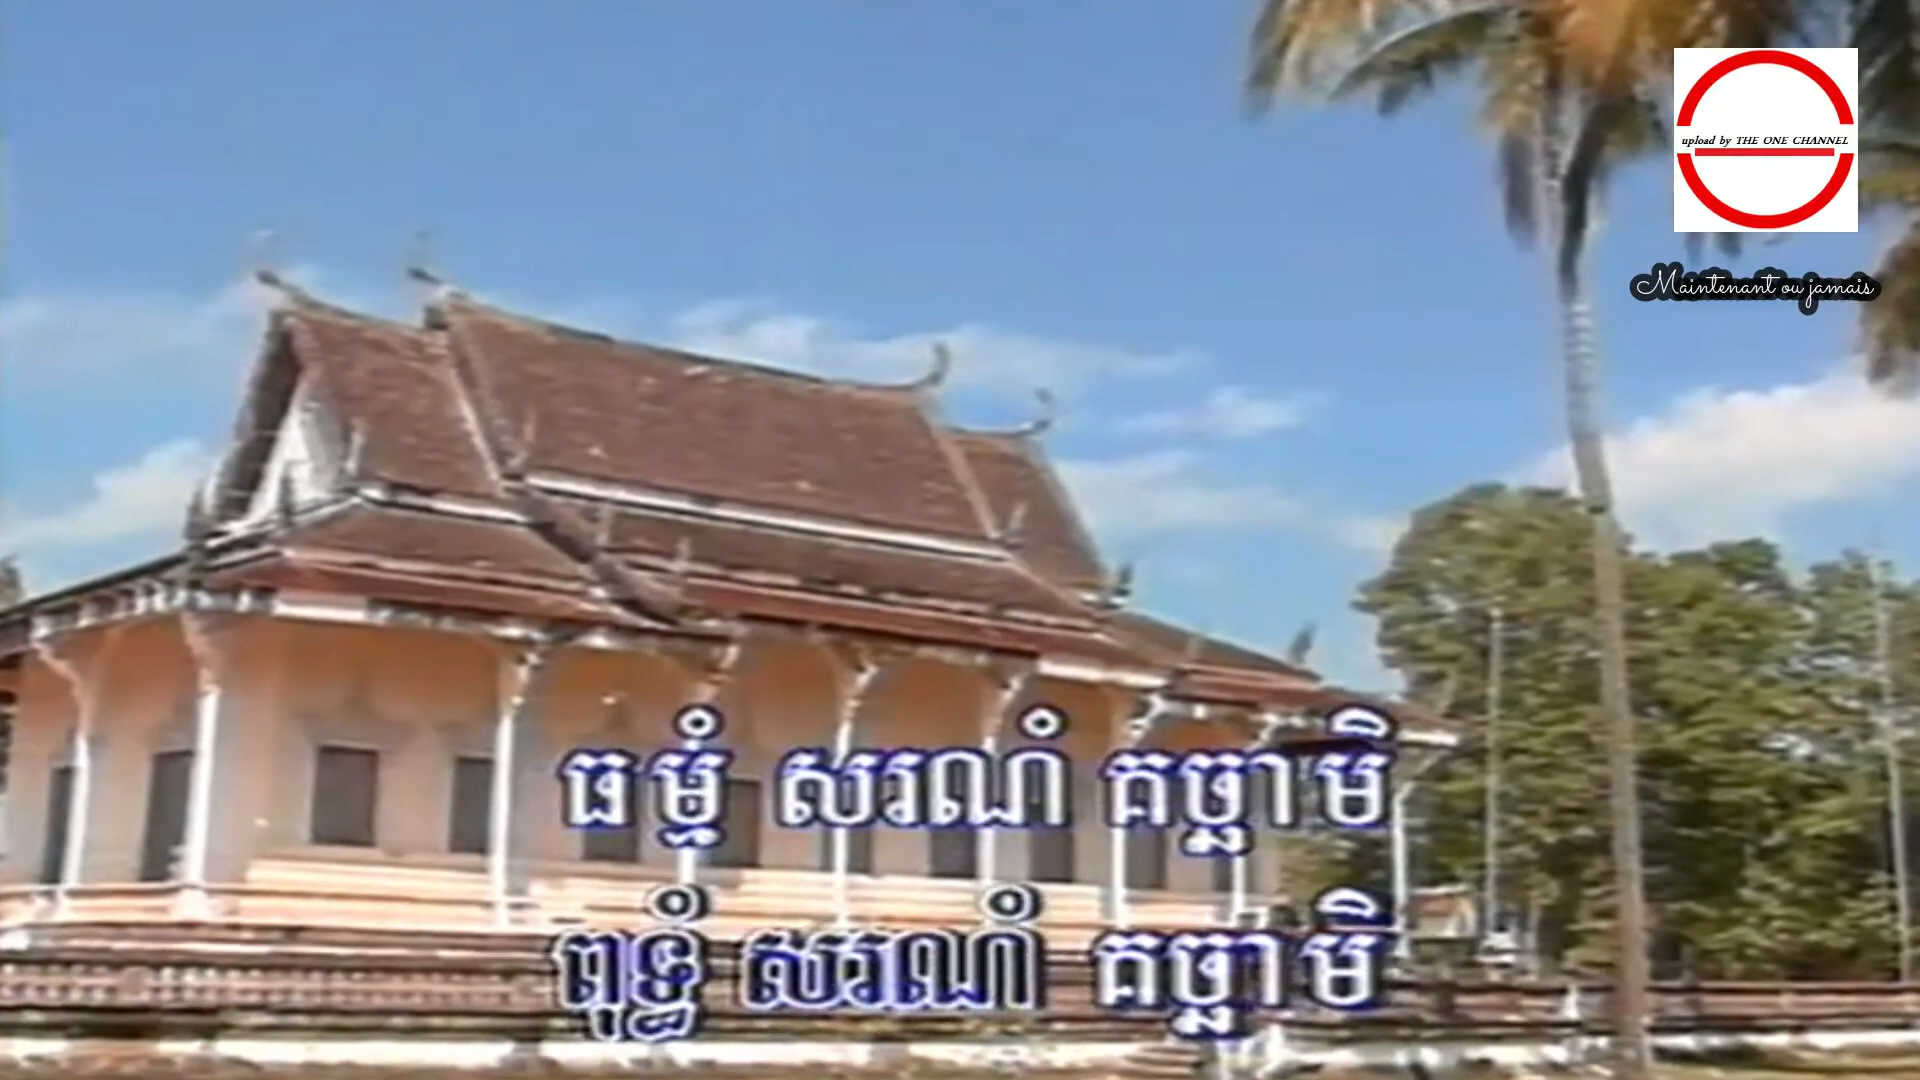 upload by THE ONE CHANNEL
Maintenant ou jamais
ធម្មំ សរណំ គច្ឆាមិ
ពុទ្ធំ សរណំ គច្ឆាមិ